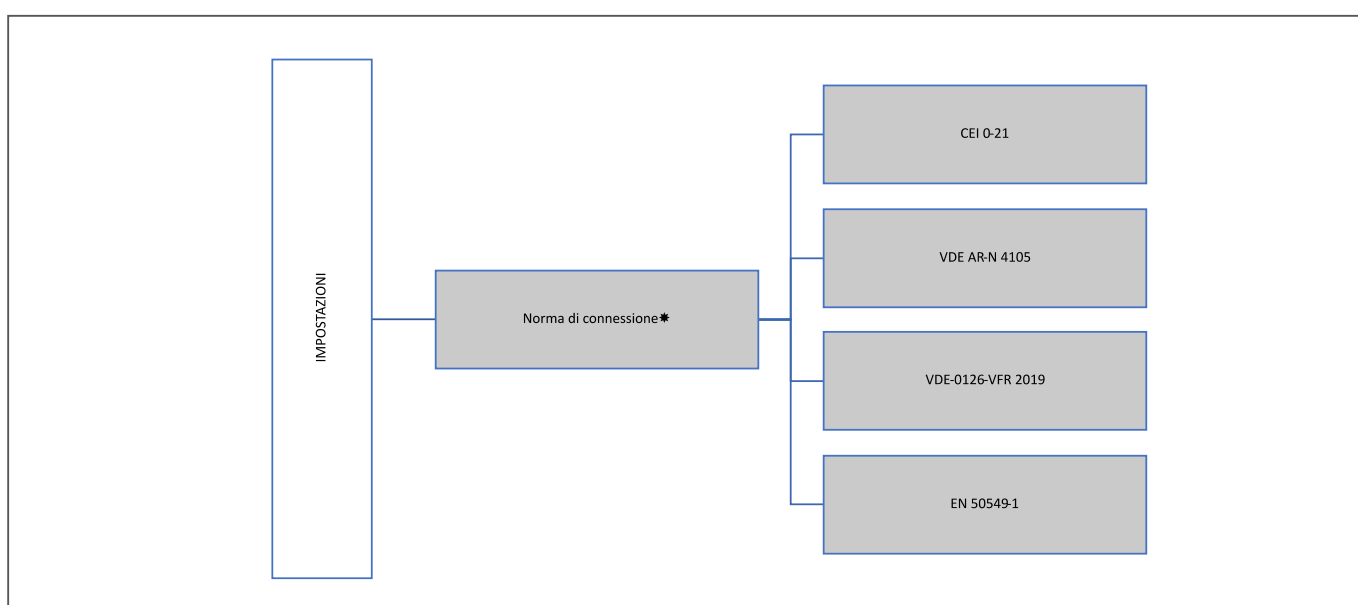 IMPOSTAZIONI
Norma di connessione✸
CEI 0-21
VDE AR-N 4105
VDE-0126-VFR 2019
EN 50549-1